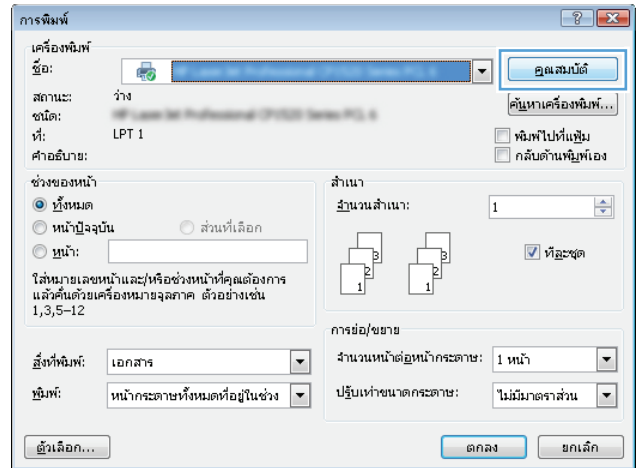 การพิมพ์
เครื่องพิมพ์
ชื่อ:
คุณสมบัติ
สถานะ: ว่าง
ค้นหาเครื่องพิมพ์...
ชนิด:
ที่: LPT 1
พิมพ์ไปที่แฟ้ม
คำอธิบาย:
กลับด้านพิมพ์เอง
ช่วงของหน้า
ทั้งหมด
หน้าปัจจุบัน ส่วนที่เลือก
หน้า:
ใส่หมายเลขหน้าและ/หรือช่วงหน้าที่คุณต้องการ
แล้วคั่นด้วยเครื่องหมายจุลภาค ตัวอย่างเช่น
1,3,5–12
สำเนา
จำนวนสำเนา: 1
3 3
2 2
1 1
ทีละชุด
สิ่งที่พิมพ์: เอกสาร
พิมพ์: หน้ากระดาษทั้งหมดที่อยู่ในช่วง
การย่อ/ขยาย
จำนวนหน้าต่อหน้ากระดาษ: 1 หน้า
ปรับเท่าขนาดกระดาษ: ไม่มีมาตราส่วน
ตัวเลือก...
ตกลง
ยกเลิก